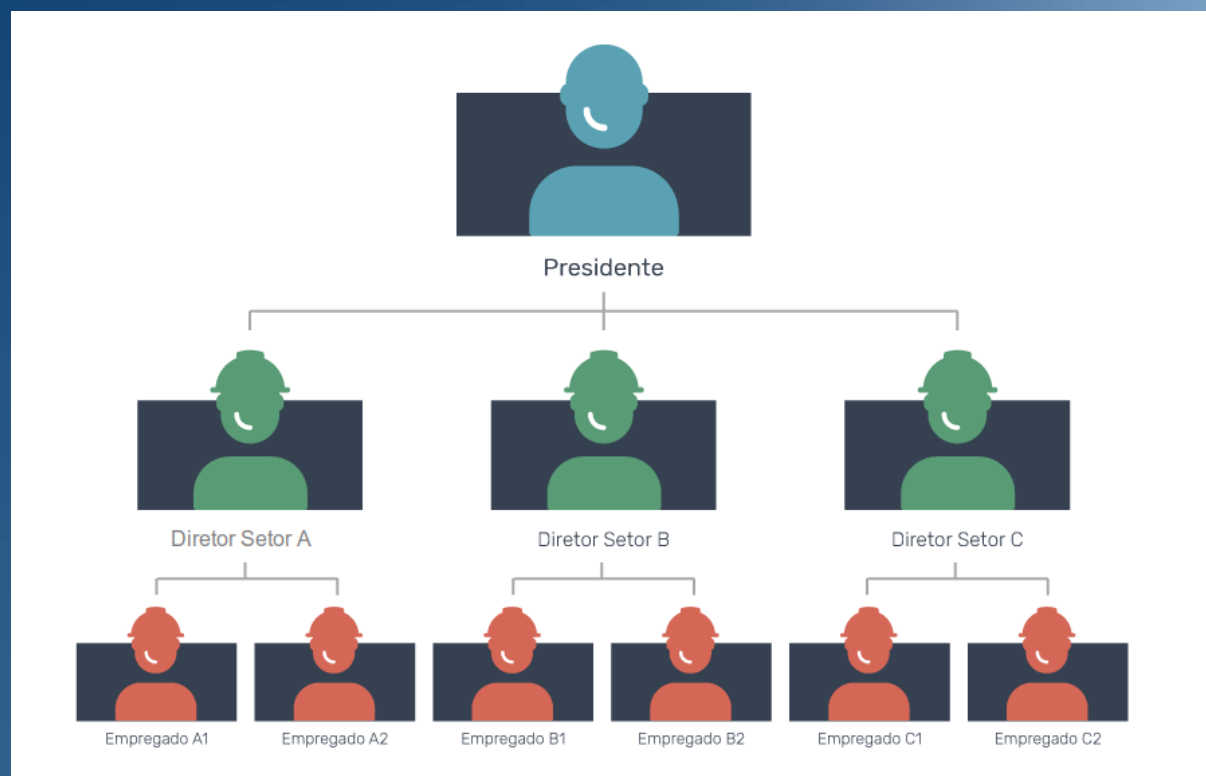 Presidente
Diretor Setor A
Diretor Setor B
Diretor Setor C
Empregado A1
Empregado A2
Empregado B1
Empregado B2
Empregado C1
Empregado C2